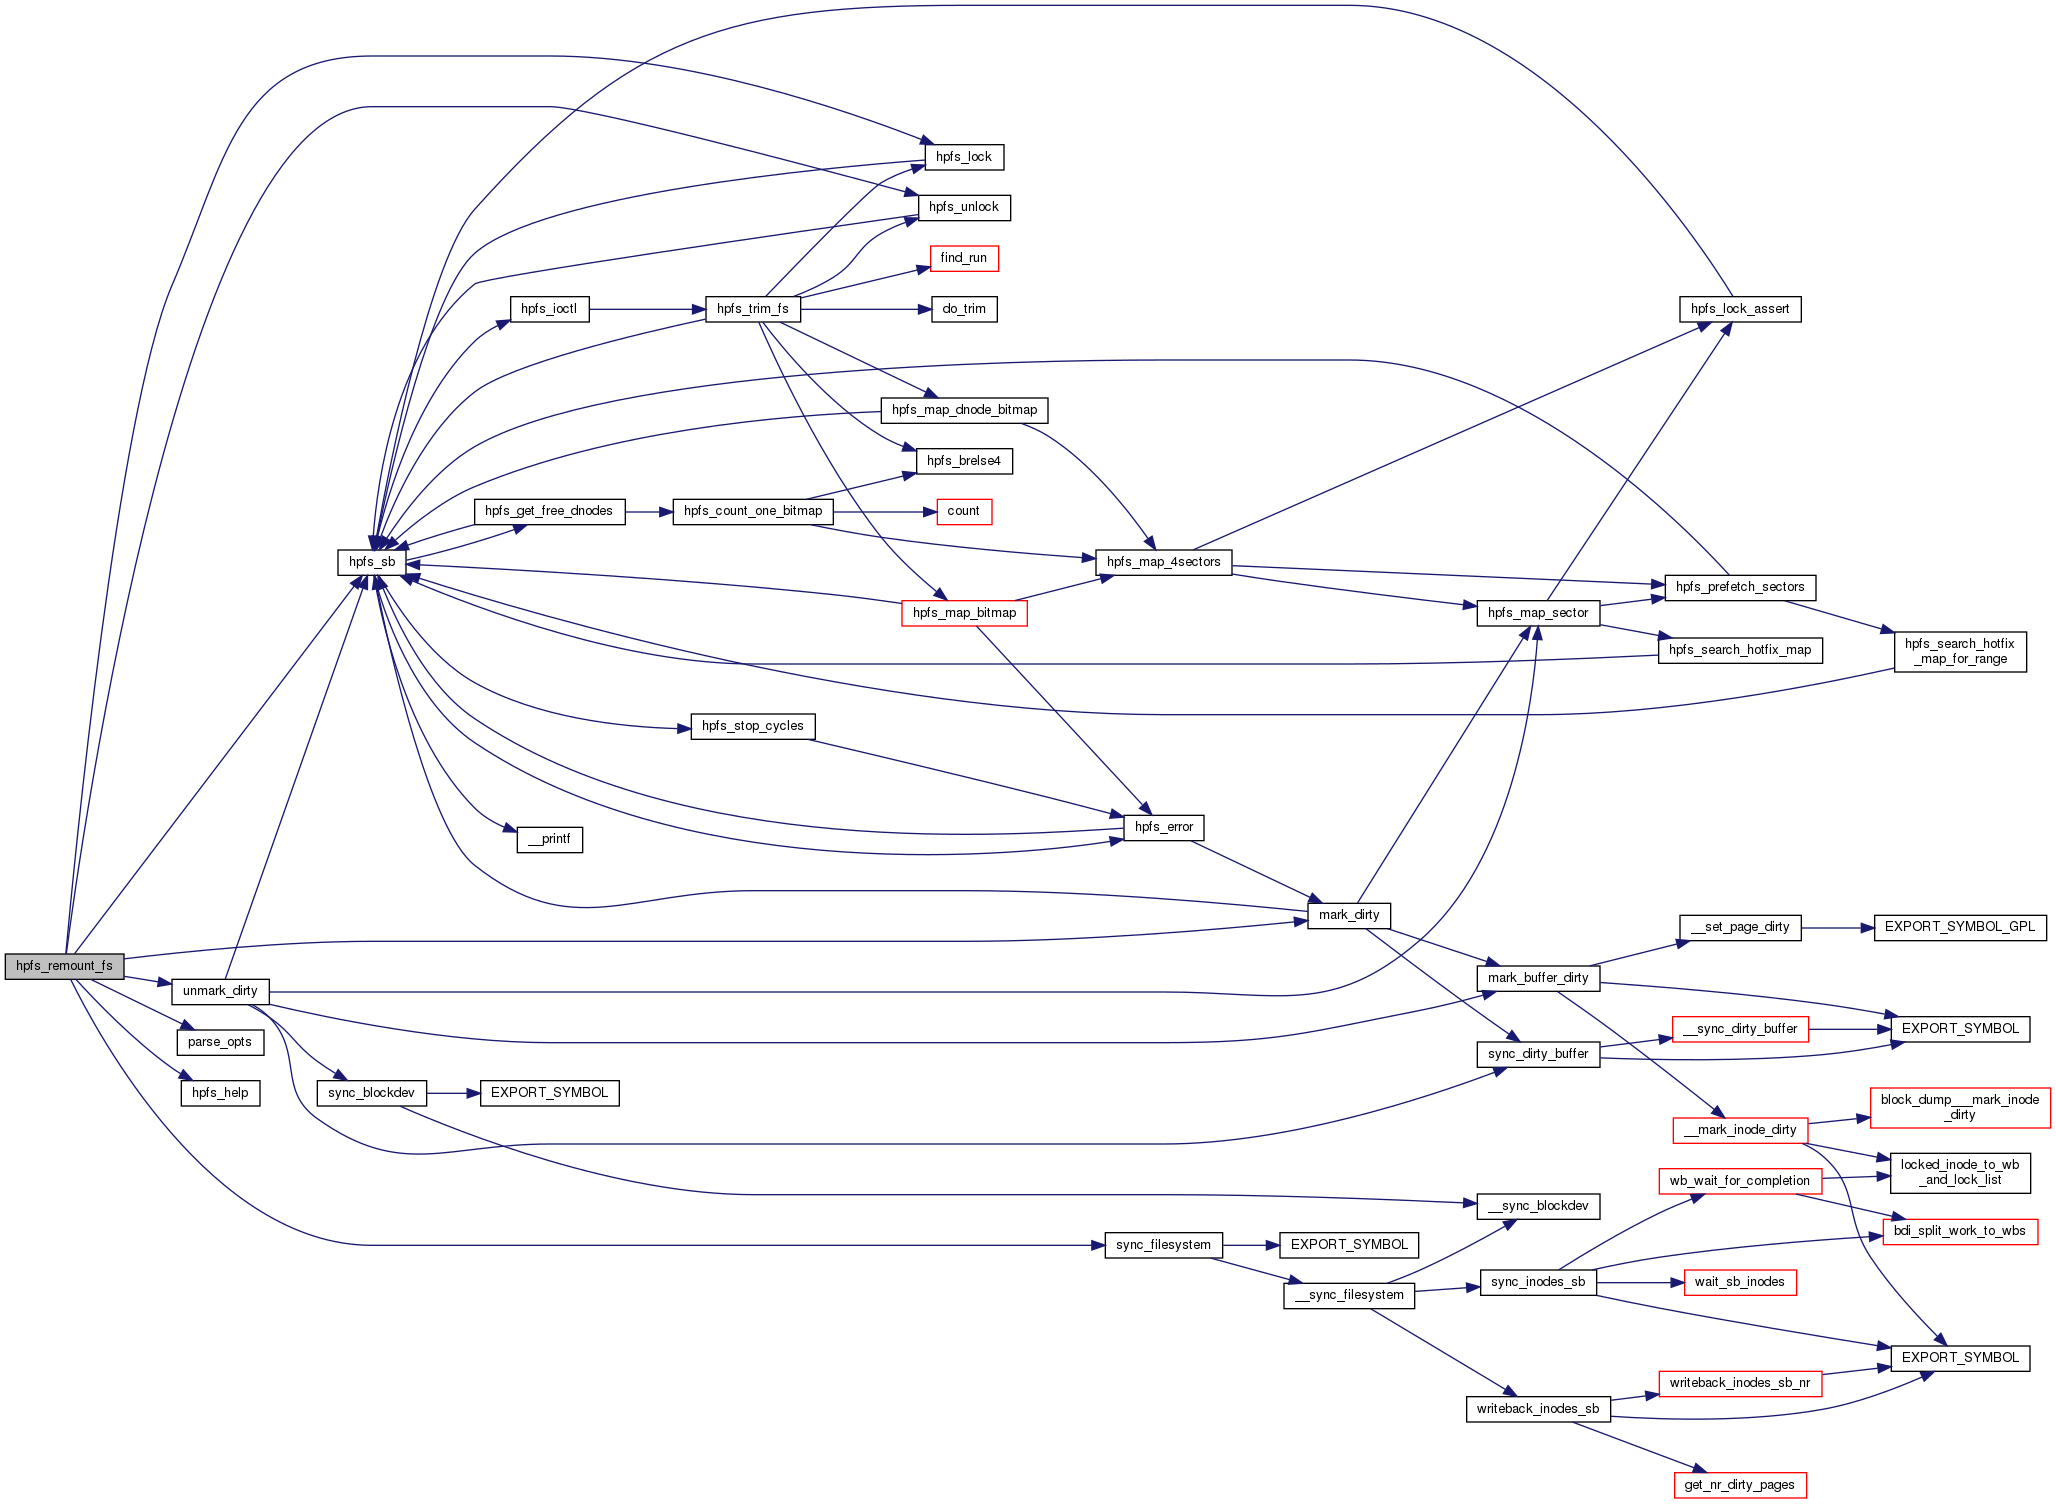 hpfs_lock
hpfs_unlock
find_run
hpfs_ioctl
hpfs_trim_fs
do_trim
hpfs_lock_assert
hpfs_map_dnode_bitmap
hpfs_brelse4
hpfs_get_free_dnodes
hpfs_count_one_bitmap
count
hpfs_sb
hpfs_map_4sectors
hpfs_prefetch_sectors
hpfs_map_bitmap
hpfs_map_sector
hpfs_search_hotfix_map
hpfs_search_hotfix
_map_for_range
hpfs_stop_cycles
hpfs_error
__printf
mark_dirty
__set_page_dirty
EXPORT_SYMBOL_GPL
hpfs_remount_fs
mark_buffer_dirty
unmark_dirty
__sync_dirty_buffer
EXPORT_SYMBOL
parse_opts
sync_dirty_buffer
hpfs_help
sync_blockdev
EXPORT_SYMBOL
block_dump___mark_inode
_dirty
__mark_inode_dirty
locked_inode_to_wb
_and_lock_list
wb_wait_for_completion
__sync_blockdev
bdi_split_work_to_wbs
sync_filesystem
EXPORT_SYMBOL
sync_inodes_sb
wait_sb_inodes
__sync_filesystem
EXPORT_SYMBOL
writeback_inodes_sb_nr
writeback_inodes_sb
get_nr_dirty_pages